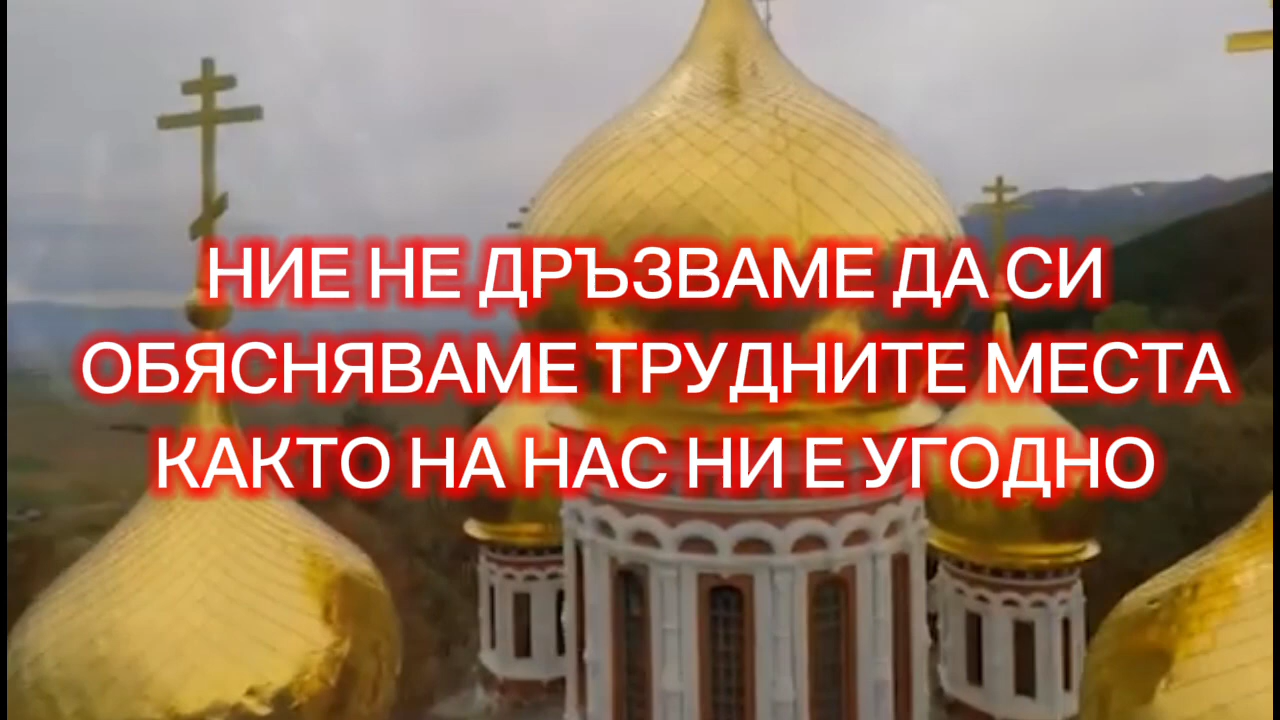 НИЕ НЕ ДРЪЗВАМЕ ДА СИ
ОБЯСНЯВАМЕ ТРУДНИТЕ МЕСТА
КАКТО НА НАС НИ Е УГОДНО